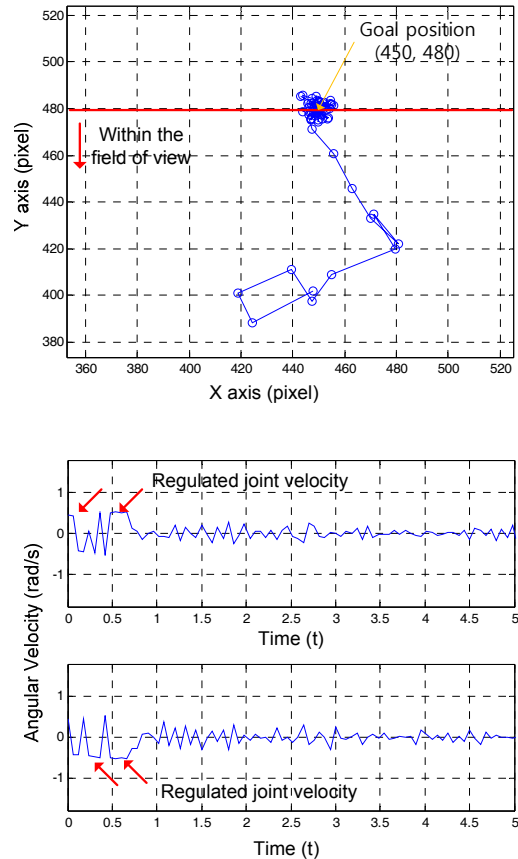 520
Goal position
(450, 480)
500
480
Within the
field of view
460
440
420
400
380
Y axis (pixel)
360 380 400 420 440 460 480 500 520
X axis (pixel)
Angular Velocity (rad/s)
Regulated joint velocity
1
0
-1
0 0.5 1 1.5 2 2.5 3 3.5 4 4.5 5
Time (t)
1
0
-1
Regulated joint velocity
0 0.5 1 1.5 2 2.5 3 3.5 4 4.5 5
Time (t)